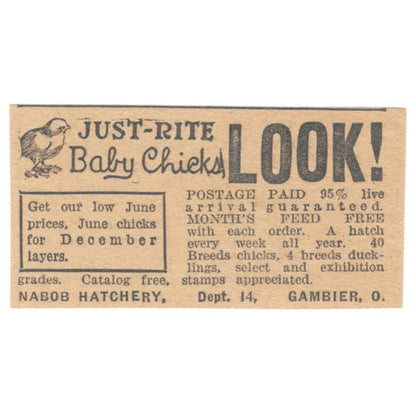 JUST-RITE
Baby Chicks
LOOK!
Get our low June
prices, June chicks
for December
layers.
POSTAGE PAID 95% live
arrival guaranteed.
MONTH'S FEED FREE
with each order. A hatch
every week all year. 40
Breeds chicks, 4 breeds duck-
lings, select and exhibition
grades. Catalog free, stamps appreciated.
NABOB HATCHERY, Dept. 14, GAMBIER, O.